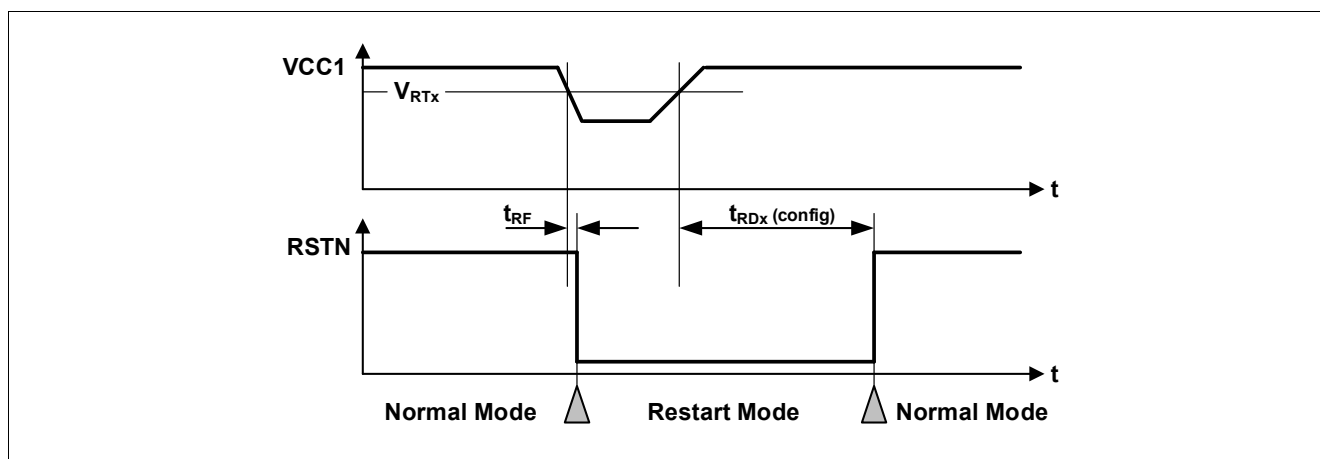 VCC1
VRTx
t
tRF
tRDx (config)
RSTN
t
Normal Mode
Restart Mode
Normal Mode